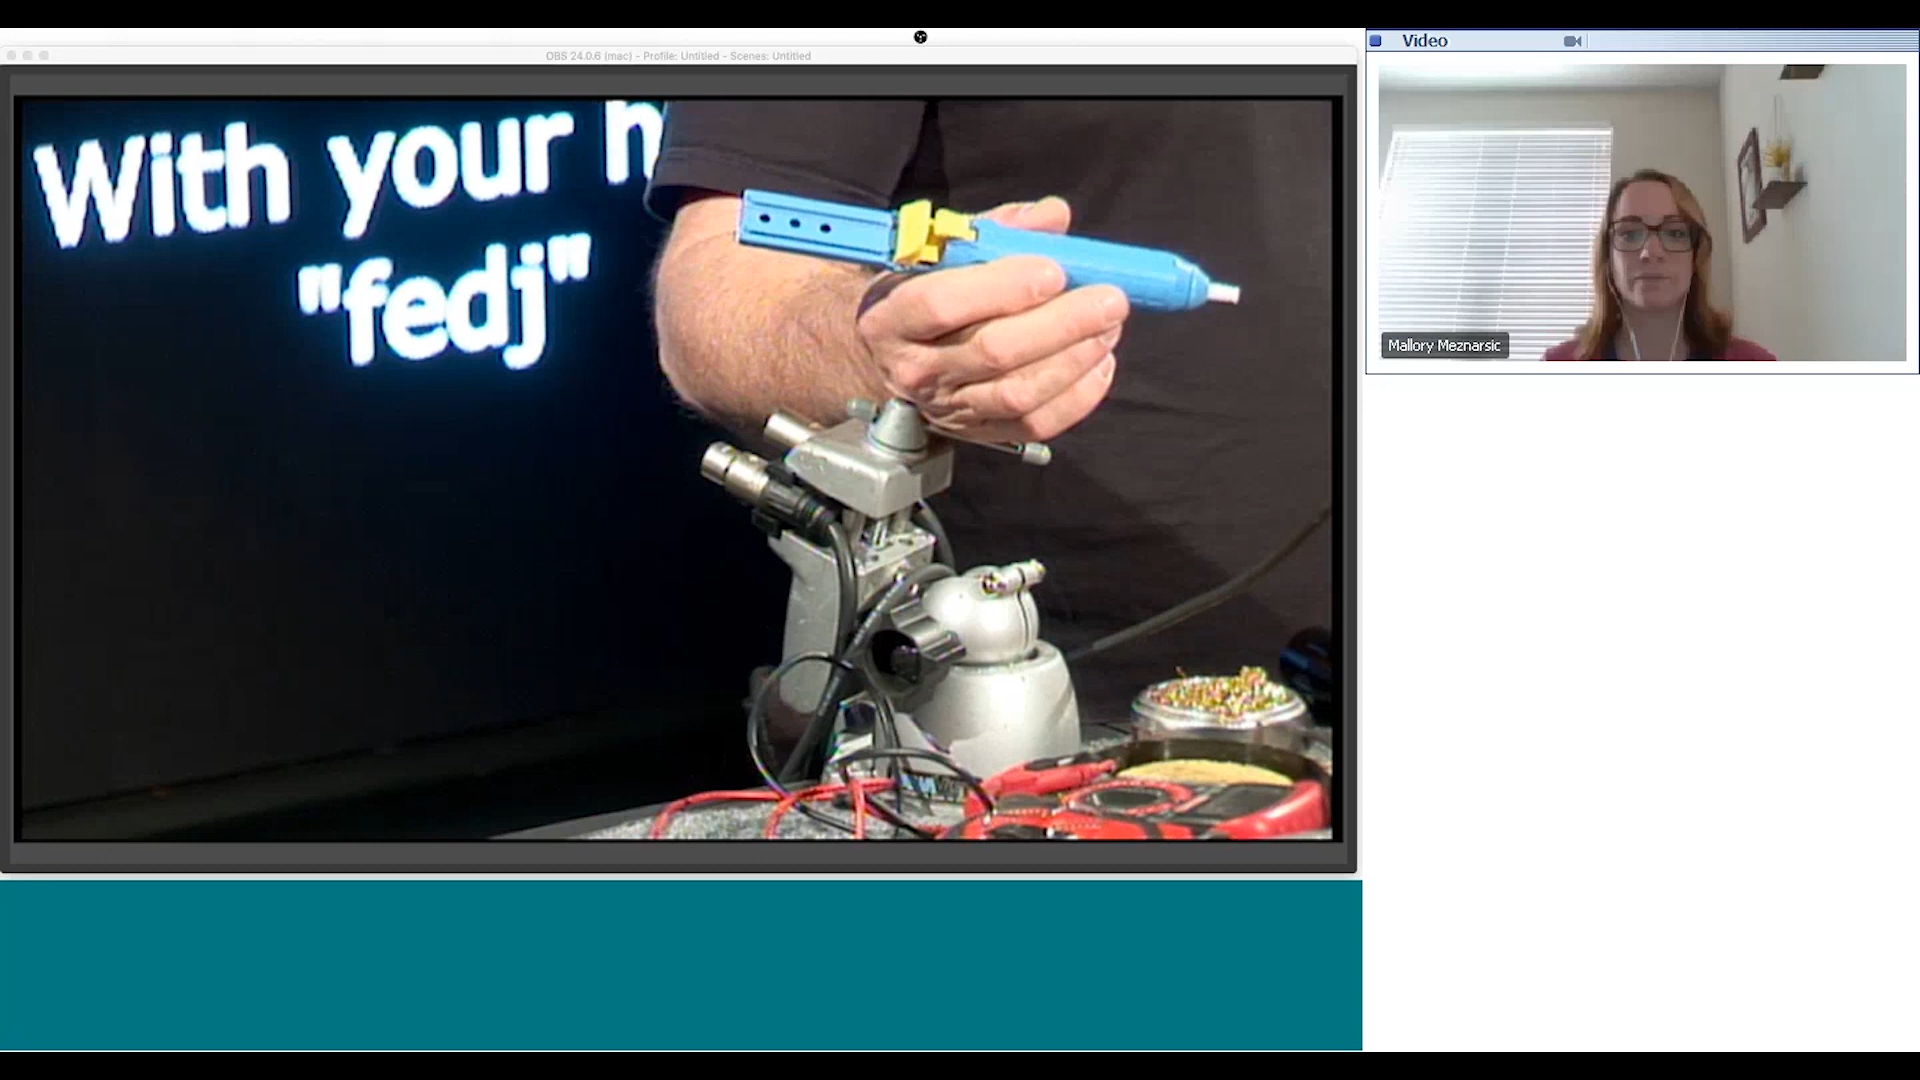 OBS 24.0.6 (mac) - Profile: Untitled - Scenes: Untitled
With your h
"fedj"
Video
Mallory Meznarsic